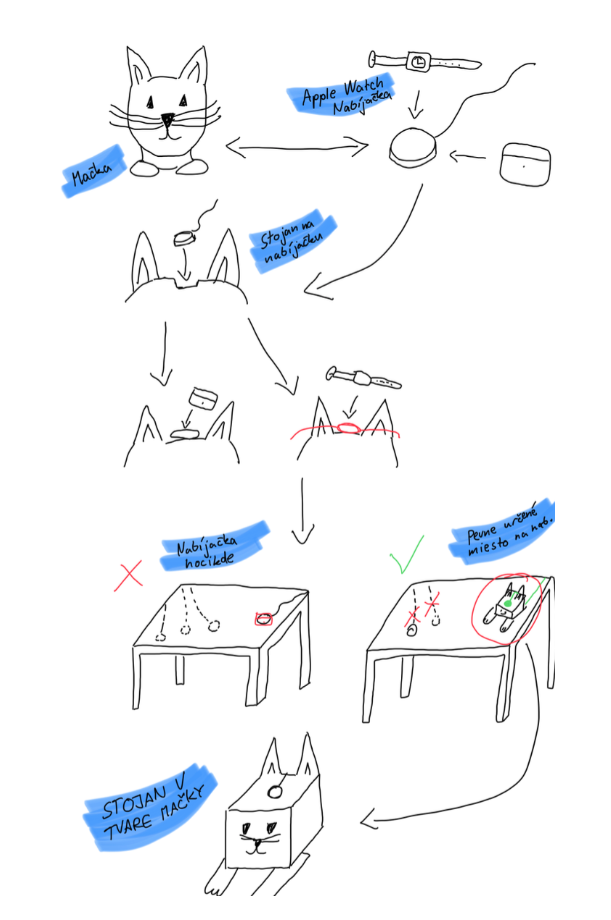 Apple Watch
Nabíjačka
Mačka
Stojan na
nabíjačku
Nabíjačka
hocikde
Pevne určené
miesto na nab.
STOJAN V
TVARE MAČKY